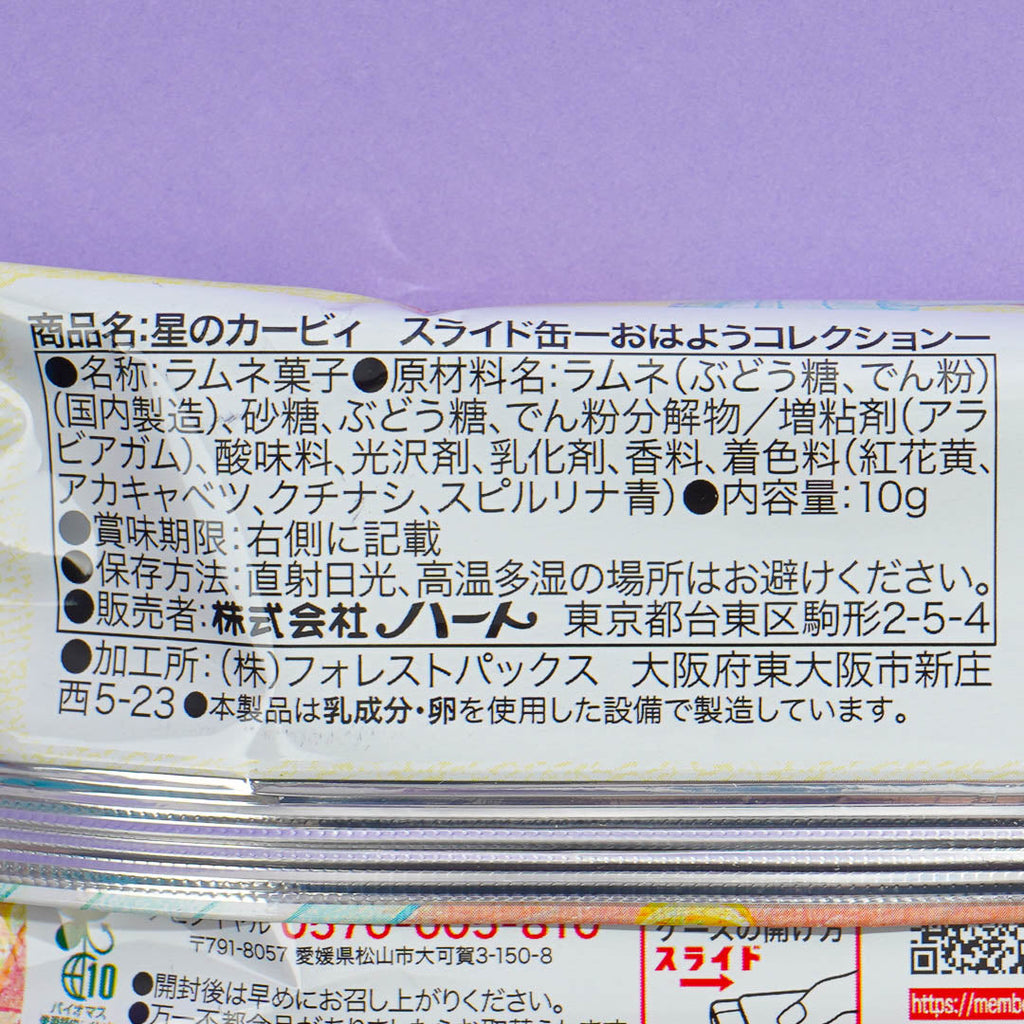 商品名:星のカービィ　スライド缶ーおはようコレクションー
●名称:ラムネ菓子●原材料名:ラムネ(ぶどう糖、でん粉)
(国内製造)、砂糖、ぶどう糖、でん粉分解物／増粘剤(アラ
ビアガム)、酸味料、光沢剤、乳化剤、香料、着色料(紅花黄、
アカキャベツ、クチナシ、スピルリナ青)●内容量:10g
●賞味期限:右側に記載
●保存方法:直射日光、高温多湿の場所はお避けください。
●販売者:株式会社ハート 東京都台東区駒形2-5-4
●加工所:(株)フォレストパックス　大阪府東大阪市新庄
西5-23●本製品は乳成分・卵を使用した設備で製造しています。
〒791-8057 愛媛県松山市大可賀3-150-8
ケースの開け方
スライド
10
バイオマス
●開封後は早めにお召し上がりください。
https://membe